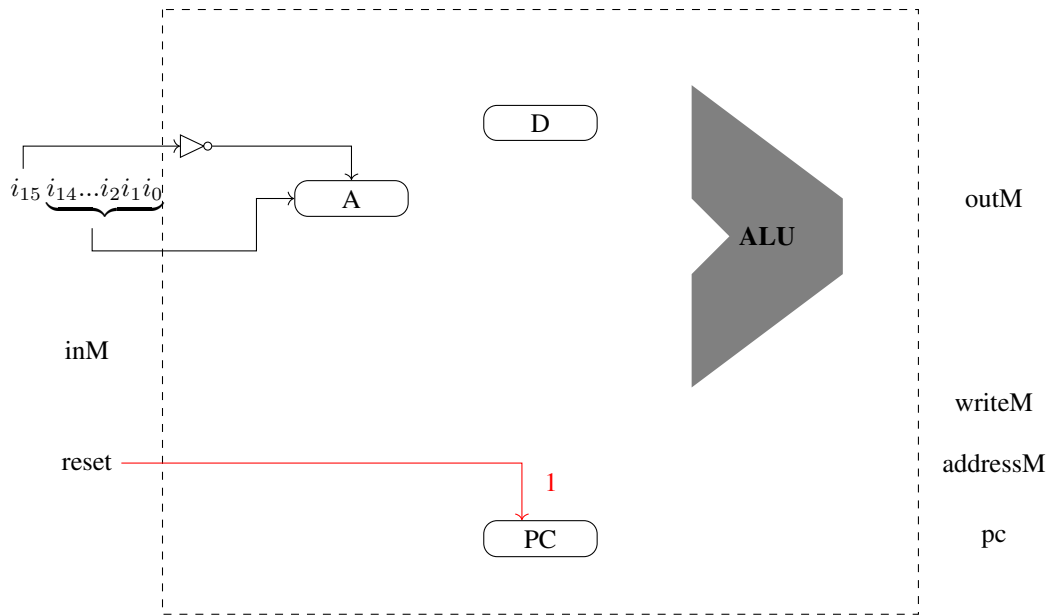 D
i₁₅ i₁₄...i₂i₁i₀
A
outM
ALU
inM
writeM
reset
addressM
1
PC
pc